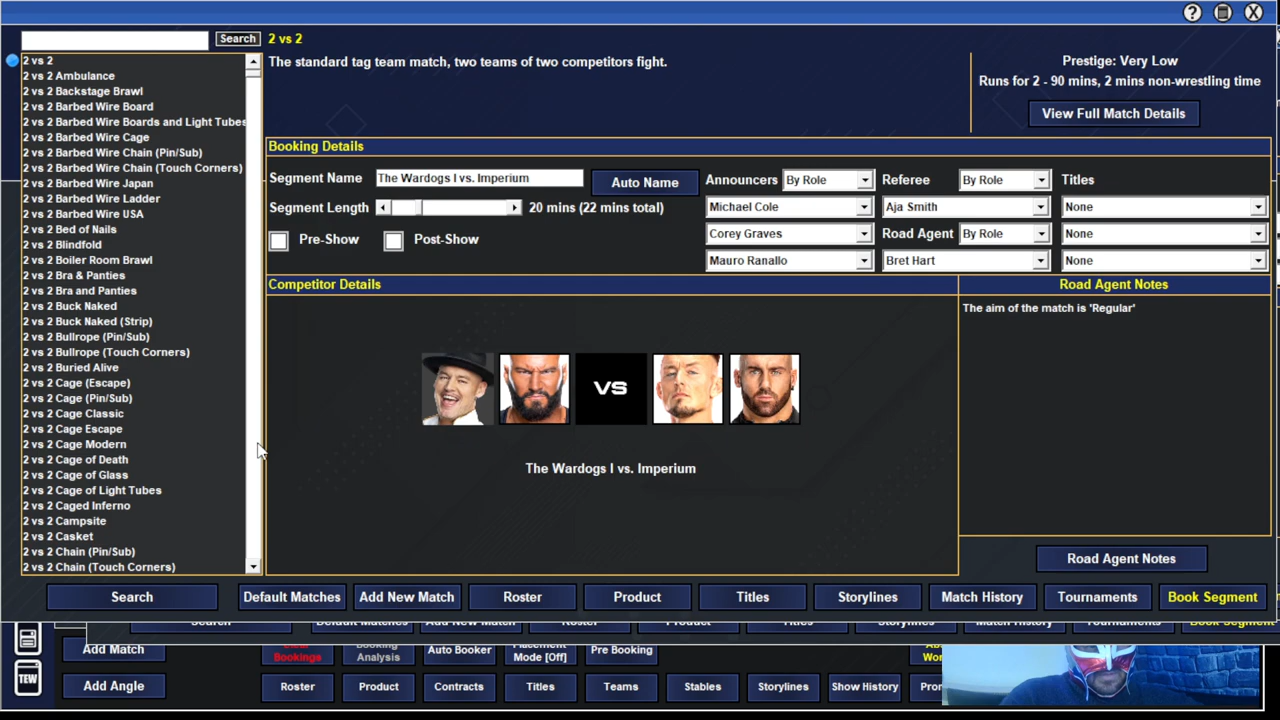 ?
X
Search
2 vs 2
2 vs 2
2 vs 2 Ambulance
2 vs 2 Backstage Brawl
2 vs 2 Barbed Wire Board
2 vs 2 Barbed Wire Boards and Light Tubes
2 vs 2 Barbed Wire Cage
2 vs 2 Barbed Wire Chain (Pin/Sub)
2 vs 2 Barbed Wire Chain (Touch Corners)
2 vs 2 Barbed Wire Japan
2 vs 2 Barbed Wire Ladder
2 vs 2 Barbed Wire USA
2 vs 2 Bed of Nails
2 vs 2 Blindfold
2 vs 2 Boiler Room Brawl
2 vs 2 Bra & Panties
2 vs 2 Bra and Panties
2 vs 2 Buck Naked
2 vs 2 Buck Naked (Strip)
2 vs 2 Bullrope (Pin/Sub)
2 vs 2 Bullrope (Touch Corners)
2 vs 2 Buried Alive
2 vs 2 Cage (Escape)
2 vs 2 Cage (Pin/Sub)
2 vs 2 Cage Classic
2 vs 2 Cage Escape
2 vs 2 Cage Modern
2 vs 2 Cage of Death
2 vs 2 Cage of Glass
2 vs 2 Cage of Light Tubes
2 vs 2 Caged Inferno
2 vs 2 Campsite
2 vs 2 Casket
2 vs 2 Chain (Pin/Sub)
2 vs 2 Chain (Touch Corners)
The standard tag team match, two teams of two competitors fight.
Prestige: Very Low
Runs for 2 - 90 mins, 2 mins non-wrestling time
View Full Match Details
Booking Details
Segment Name The Wardogs I vs. Imperium Auto Name
Segment Length 20 mins (22 mins total)
Pre-Show Post-Show
Announcers By Role Referee By Role Titles
Michael Cole Aja Smith None
Corey Graves Road Agent By Role None
Mauro Ranallo Bret Hart None
Competitor Details
VS
The Wardogs I vs. Imperium
Road Agent Notes
The aim of the match is 'Regular'
Road Agent Notes
Search Default Matches Add New Match Roster Product Titles Storylines Match History Tournaments Book Segment
Add Match Clear Bookings Booking Analysis Auto Booker Placement Mode [Off] Pre Booking
TEW Add Angle Roster Product Contracts Titles Teams Stables Storylines Show History